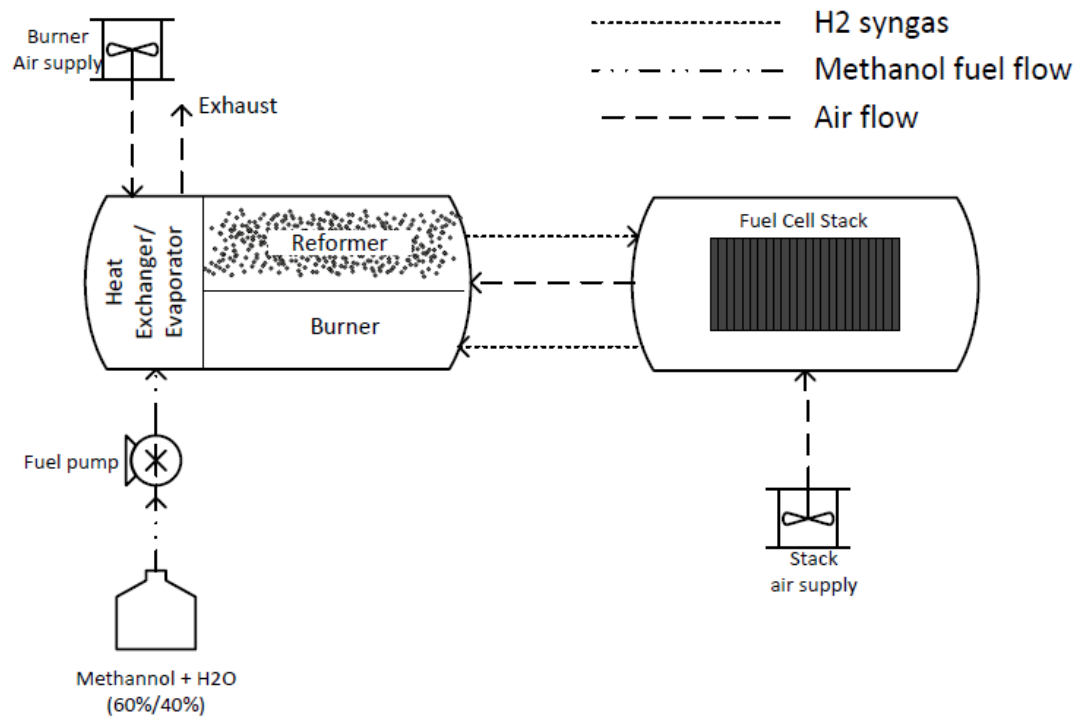 Burner
Air supply
Exhaust
H2 syngas
Methanol fuel flow
Air flow
Heat
Exchanger/
Evaporator
Reformer
Burner
Fuel Cell Stack
Fuel pump
Stack
air supply
Methannol + H2O
(60%/40%)